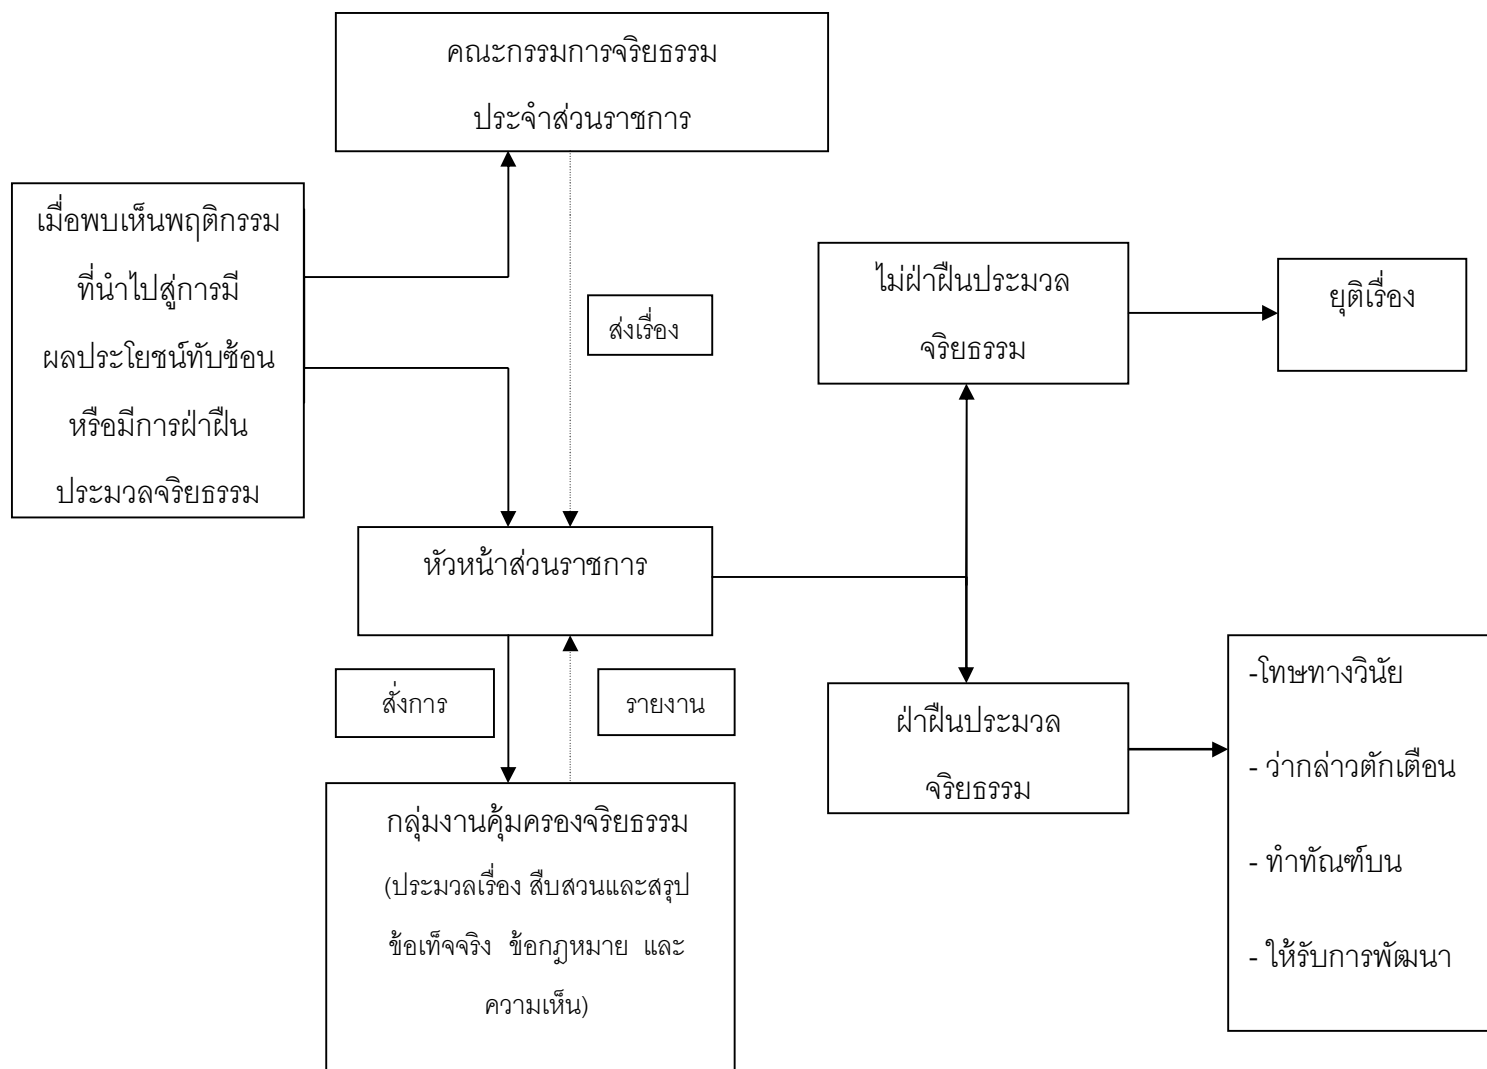 คณะกรรมการจริยธรรม
ประจำส่วนราชการ
เมื่อพบเห็นพฤติกรรม
ที่นำไปสู่การมี
ผลประโยชน์ทับซ้อน
หรือมีการฝ่าฝืน
ประมวลจริยธรรม
ส่งเรื่อง
ไม่ฝ่าฝืนประมวล
จริยธรรม
ยุติเรื่อง
หัวหน้าส่วนราชการ
สั่งการ
รายงาน
ฝ่าฝืนประมวล
จริยธรรม
-โทษทางวินัย
- ว่ากล่าวตักเตือน
- ทำทัณฑ์บน
- ให้รับการพัฒนา
กลุ่มงานคุ้มครองจริยธรรม
(ประมวลเรื่อง สืบสวนและสรุป
ข้อเท็จจริง ข้อกฎหมาย และ
ความเห็น)